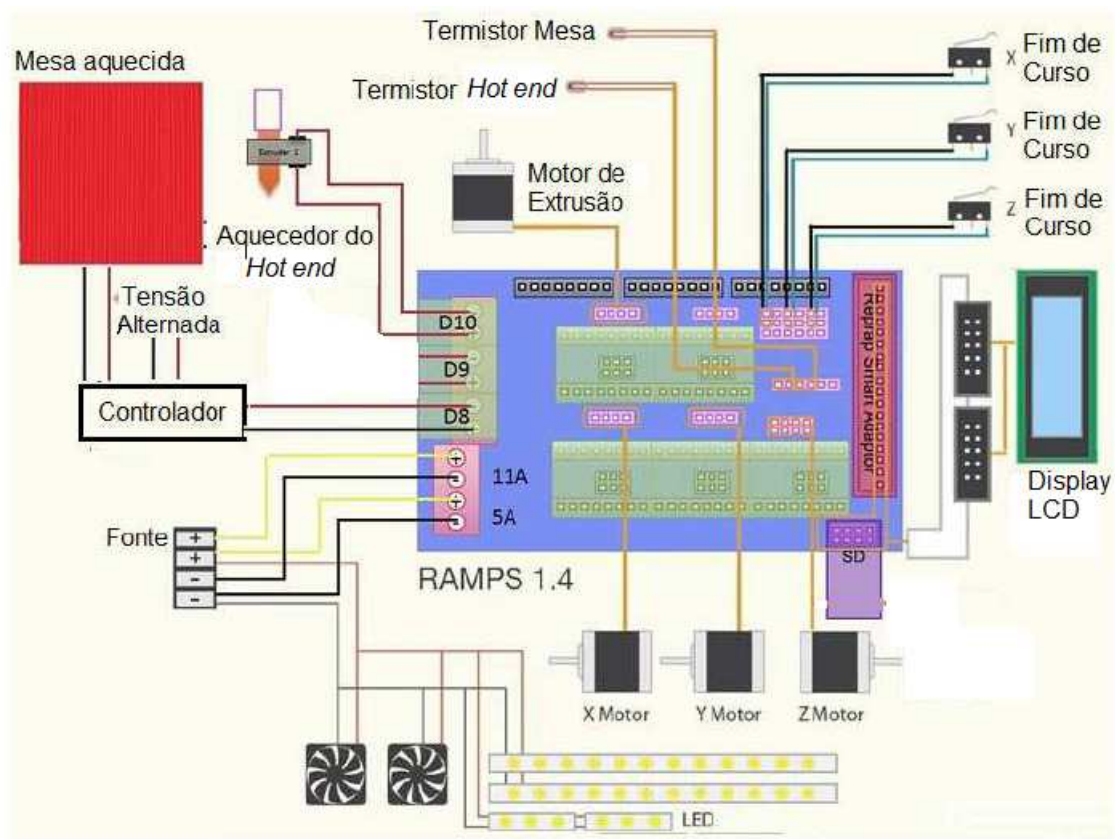 Termistor Mesa
Mesa aquecida
Termistor Hot end
X Fim de
Curso
Y Fim de
Curso
Z Fim de
Curso
Extruder 1
Motor de
Extrusão
Aquecedor do
Hot end
Tensão
Alternada
Controlador
D10
D9
D8
+
-
+
-
11A
5A
Reprap Smart Adaptor
Display
LCD
Fonte
+
+
-
-
SD
RAMPS 1.4
X Motor
Y Motor
Z Motor
LED